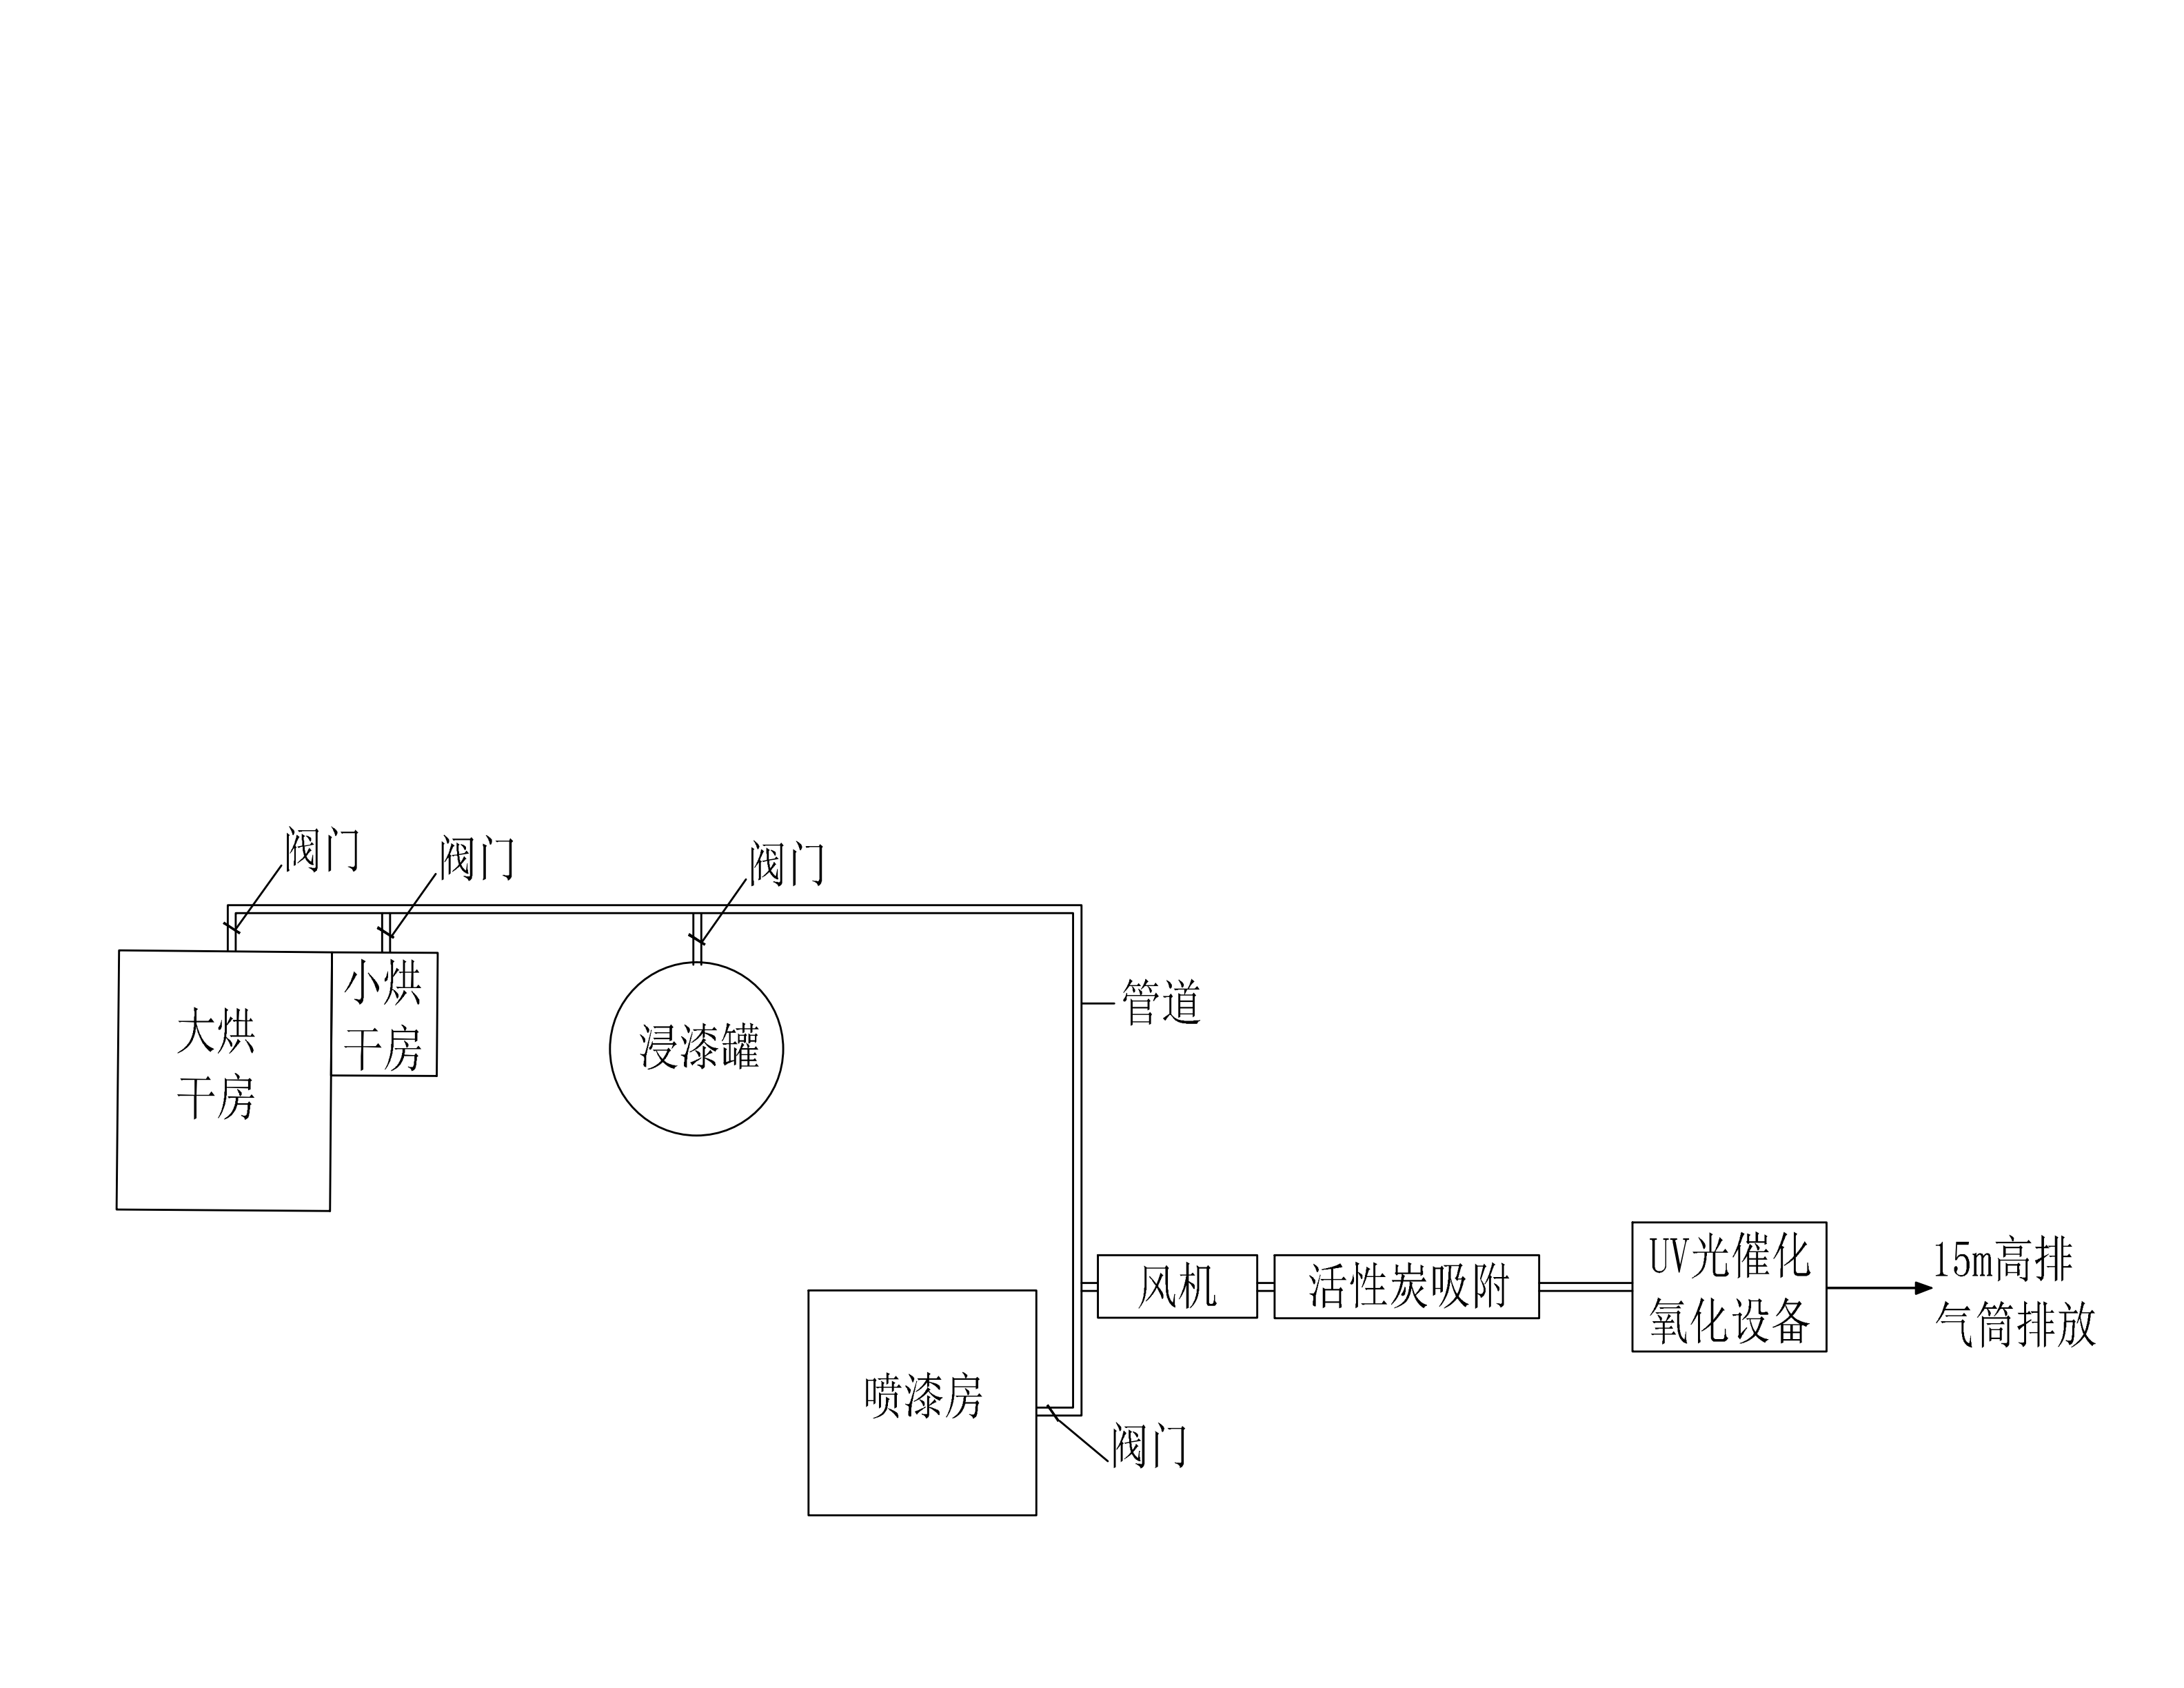 阀门
阀门
阀门
小烘
干房
大烘
干房
浸漆罐
管道
风机
活性炭吸附
UV光催化
氧化设备
15m高排
气筒排放
喷漆房
阀门